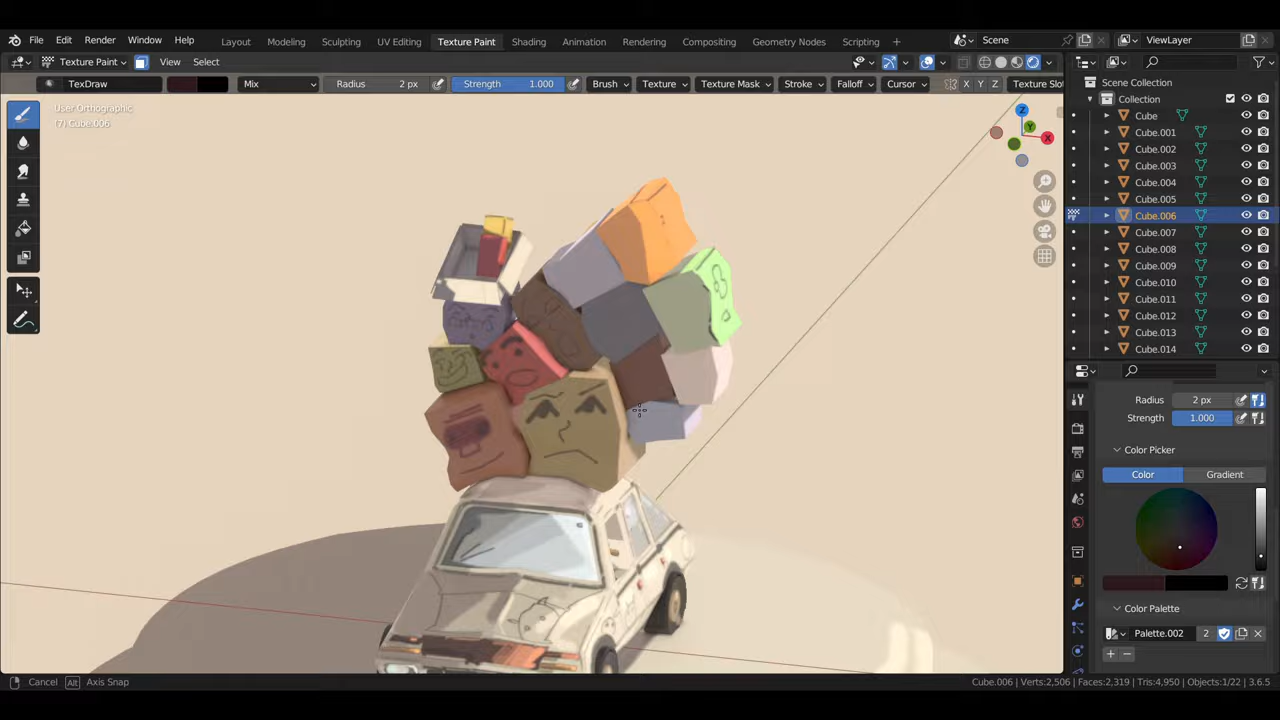 File Edit Render Window Help Layout Modeling Sculpting UV Editing Texture Paint Shading Animation Rendering Compositing Geometry Nodes Scripting + Scene ViewLayer
Texture Paint View Select
TexDraw Mix Radius 2 px Strength 1.000 Brush Texture Texture Mask Stroke Falloff Cursor X Y Z Texture Slot
User Orthographic
(7) Cube.006
Z
Y
X
Scene Collection
Collection
Cube
Cube.001
Cube.002
Cube.003
Cube.004
Cube.005
Cube.006
Cube.007
Cube.008
Cube.009
Cube.010
Cube.011
Cube.012
Cube.013
Cube.014
Radius 2 px
Strength 1.000
Color Picker
Color Gradient
Color Palette
Palette.002 2
Cancel Alt Axis Snap Cube.006 | Verts:2,506 | Faces:2,319 | Tris:4,950 | Objects:1/22 | 3.6.5